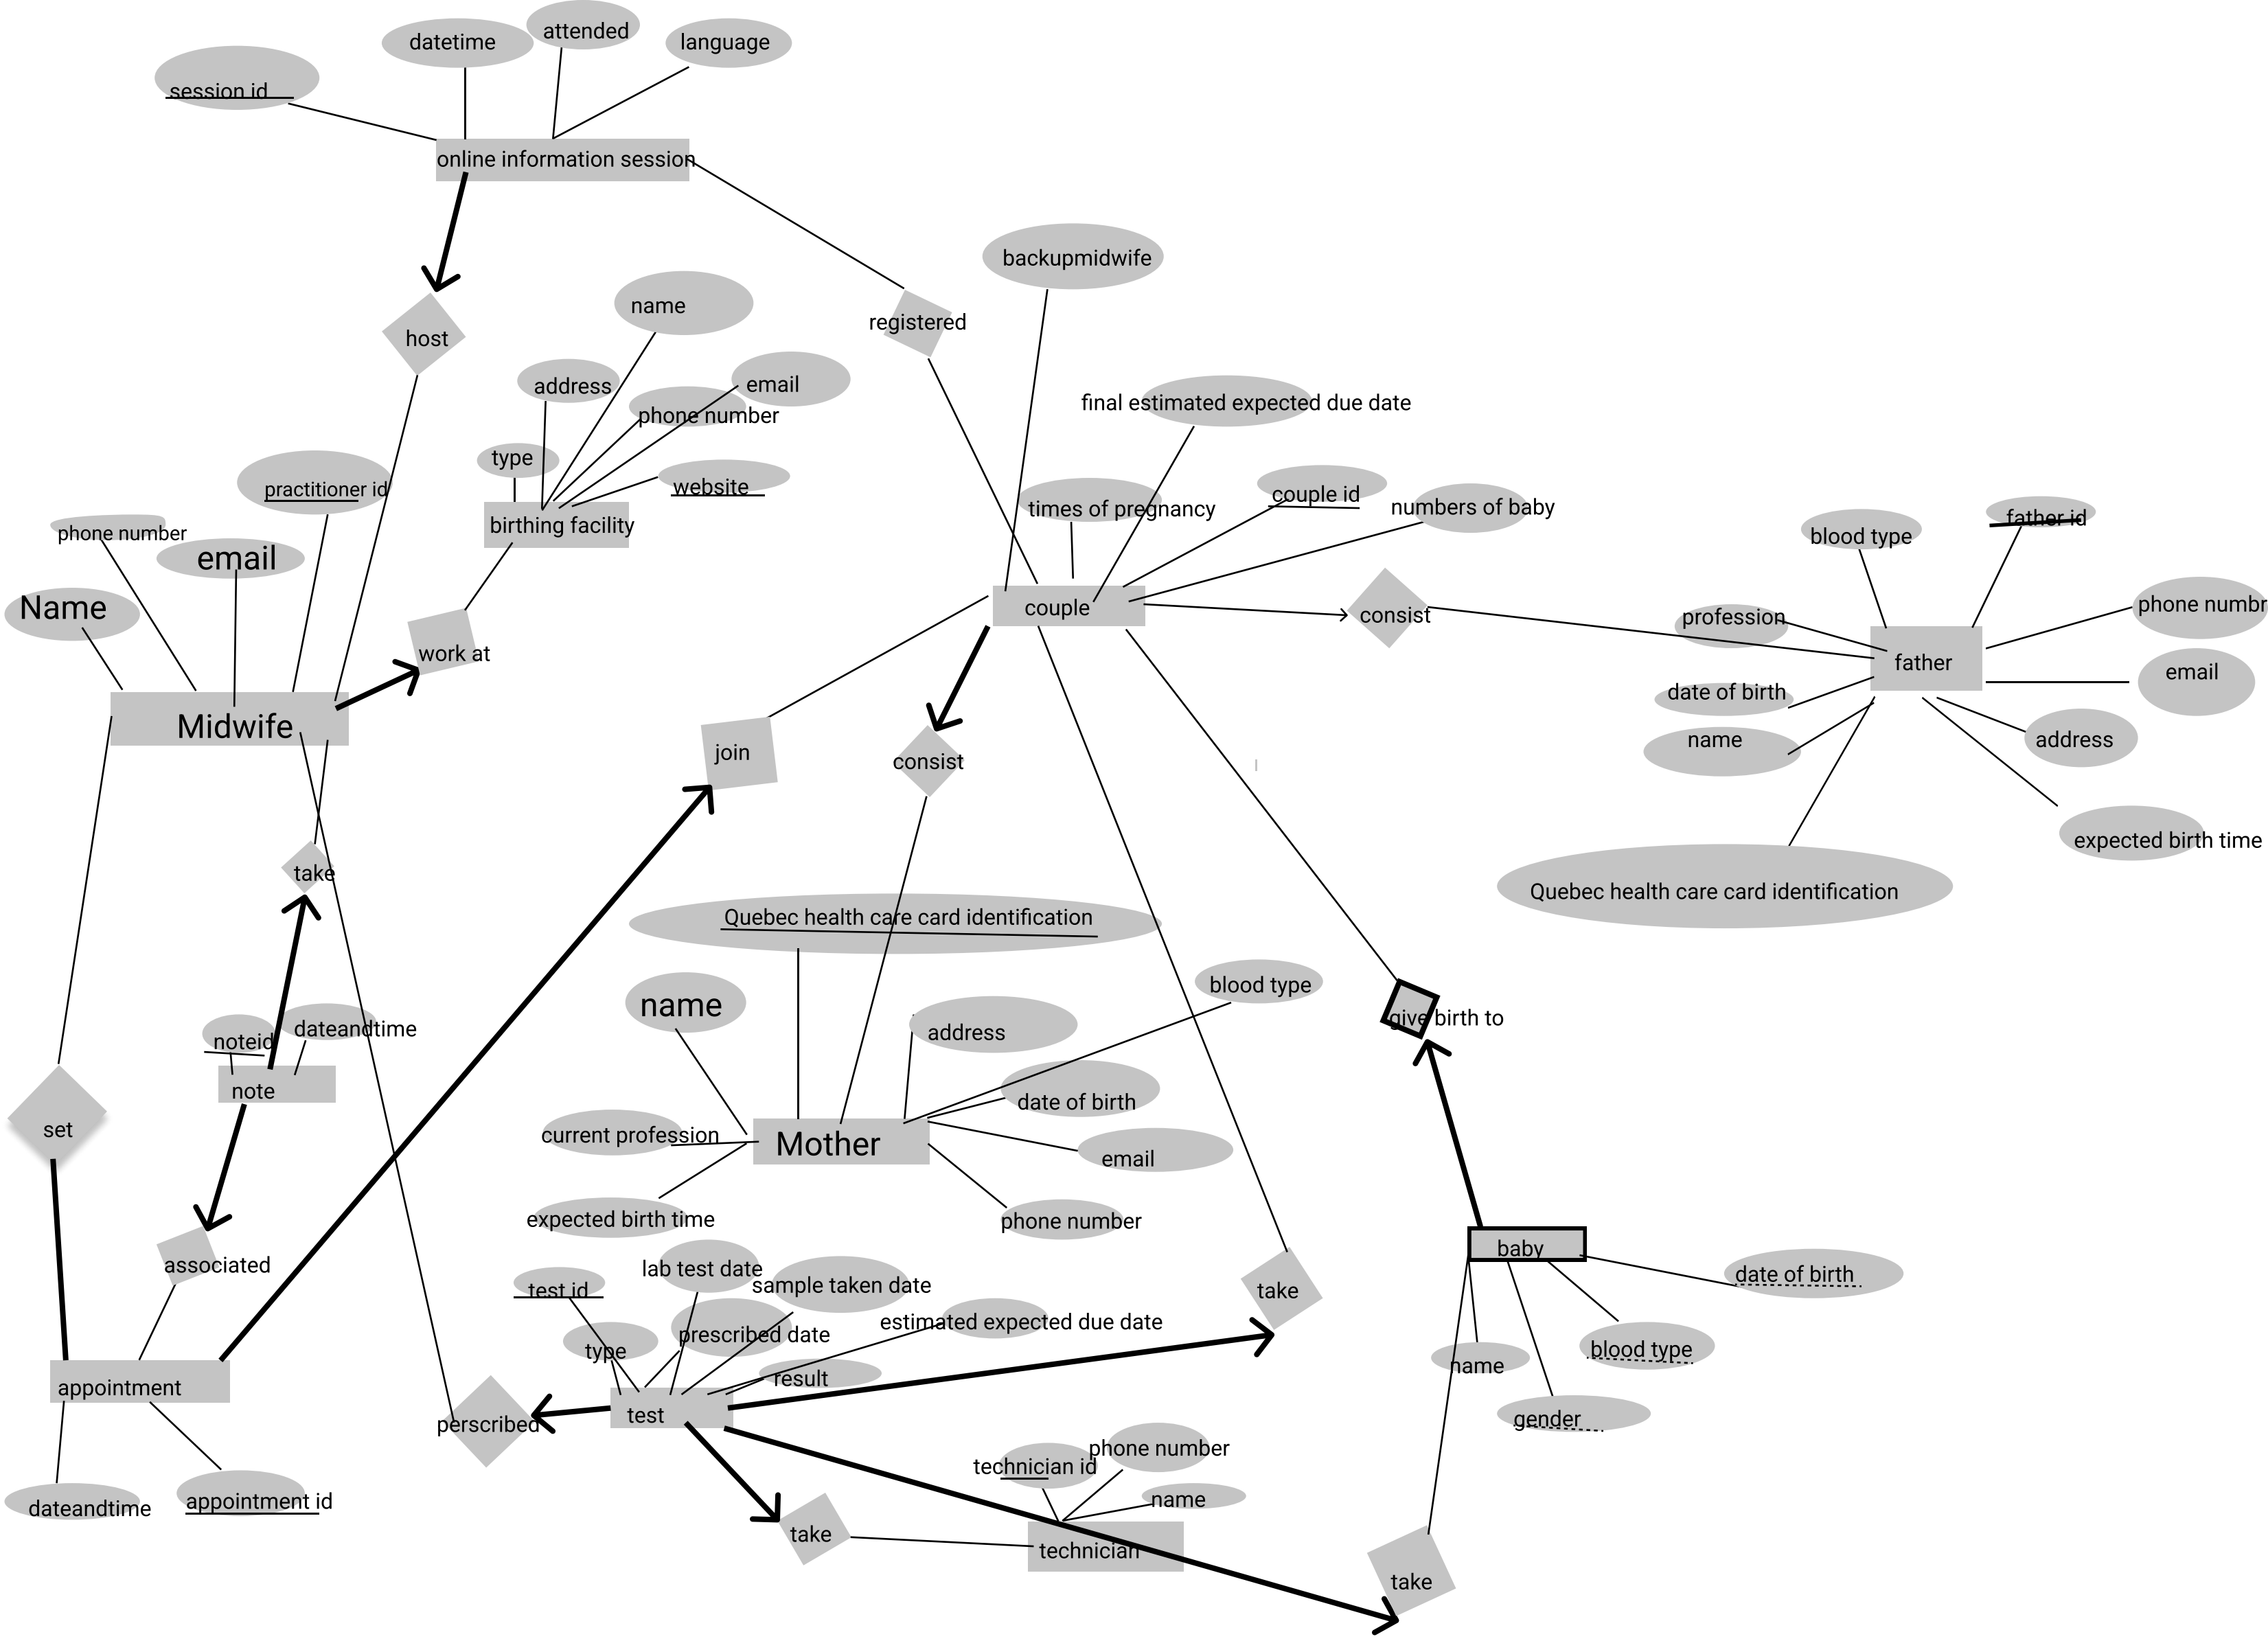 datetime
attended
language
session id
online information session
backupmidwife
name
registered
host
address
email
phone number
final estimated expected due date
type
website
practitioner id
couple id
times of pregnancy
numbers of baby
father id
blood type
phone number
email
birthing facility
Name
couple
consist
profession
phone numbr
work at
father
email
date of birth
Midwife
join
consist
name
address
take
expected birth time
Quebec health care card identification
Quebec health care card identification
blood type
name
give birth to
noteid
dateandtime
address
note
date of birth
set
current profession
Mother
email
expected birth time
phone number
associated
baby
lab test date
date of birth
test id
sample taken date
take
prescribed date
estimated expected due date
type
blood type
name
result
appointment
test
gender
perscribed
phone number
technician id
name
dateandtime
appointment id
take
technician
take